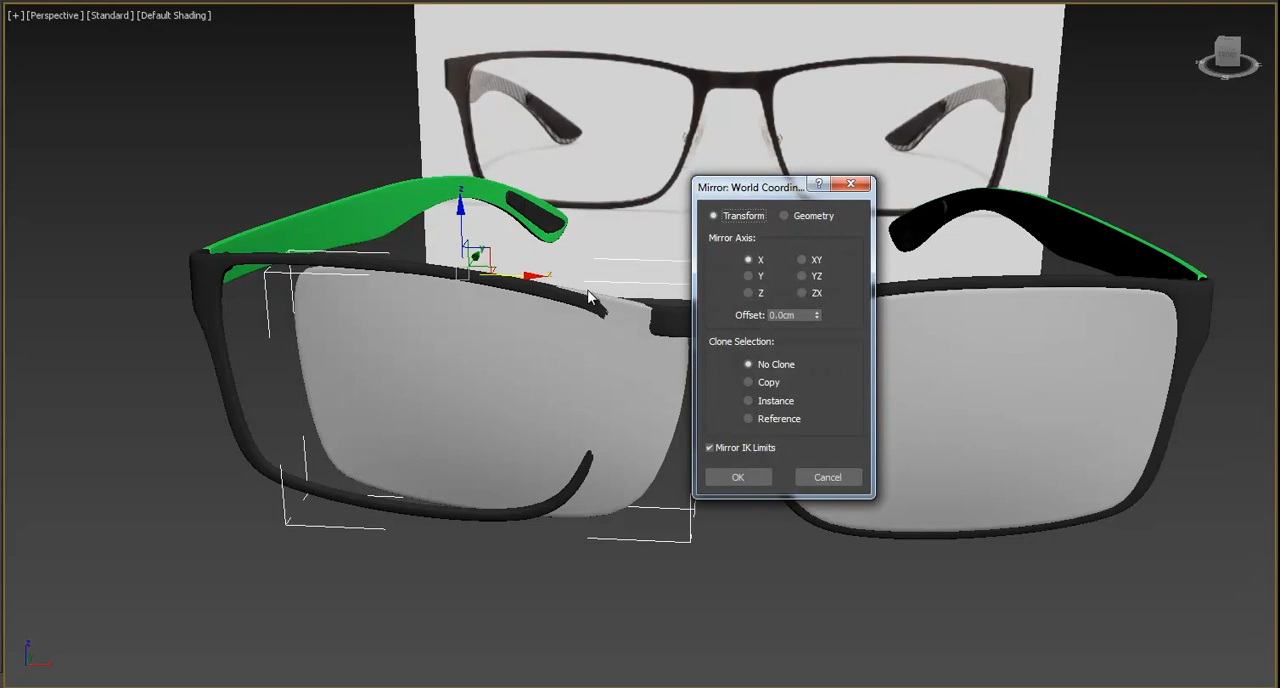 [+] [Perspective] [Standard] [Default Shading]
FRONT
S
z
y
x
Mirror: World Coordin... ?
Transform Geometry
Mirror Axis:
X XY
Y YZ
Z ZX
Offset: 0.0cm
Clone Selection:
No Clone
Copy
Instance
Reference
Mirror IK Limits
OK Cancel
z